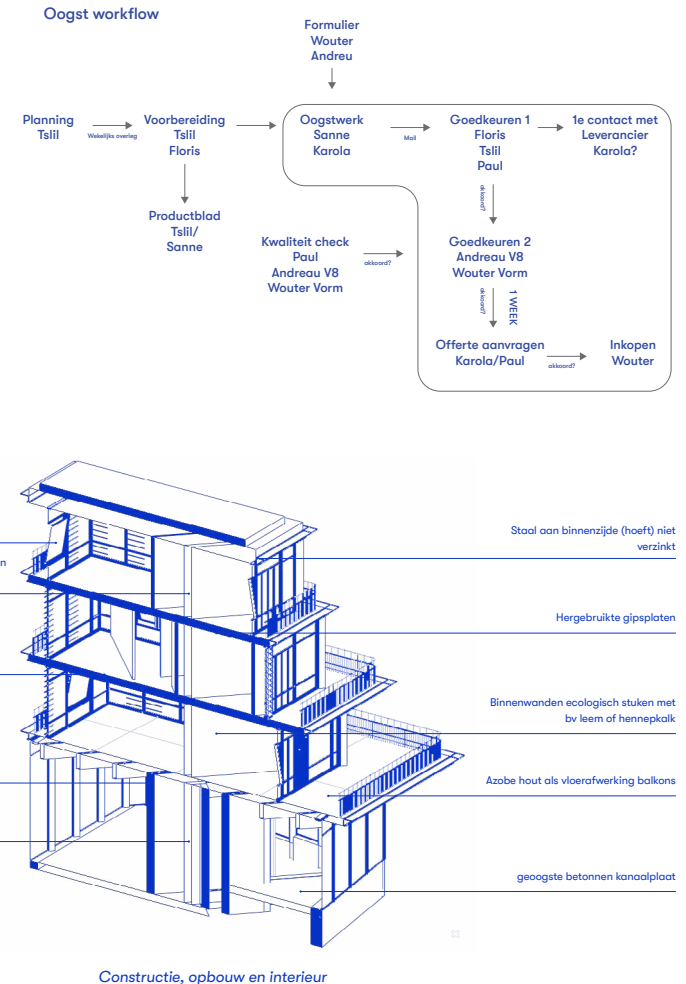 Oogst workflow
Formulier
Wouter
Andreu
Planning
Tslil
Wekelijks overleg
Voorbereiding
Tslil
Floris
Oogstwerk
Sanne
Karola
Mail
Goedkeuren 1
Floris
Tslil
Paul
1e contact met
Leverancier
Karola?
akkoord?
Productblad
Tslil/
Sanne
Kwaliteit check
Paul
Andreau V8
Wouter Vorm
akkoord?
Goedkeuren 2
Andreau V8
Wouter Vorm
akkoord?
1 WEEK
Offerte aanvragen
Karola/Paul
akkoord?
Inkopen
Wouter
Staal aan binnenzijde (hoeft) niet
verzinkt
n
Hergebruikte gipsplaten
Binnenwanden ecologisch stuken met
bv leem of hennepkalk
Azobe hout als vloerafwerking balkons
geoogste betonnen kanaalplaat
Constructie, opbouw en interieur